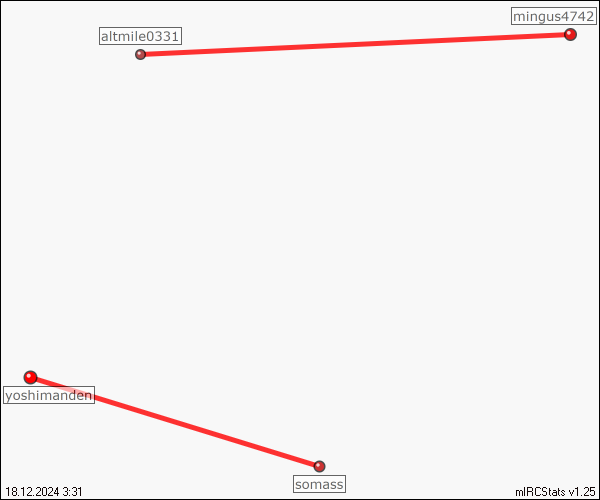 mingus4742
altmile0331
yoshimanden
somass
18.12.2024 3:31
mIRCStats v1.25